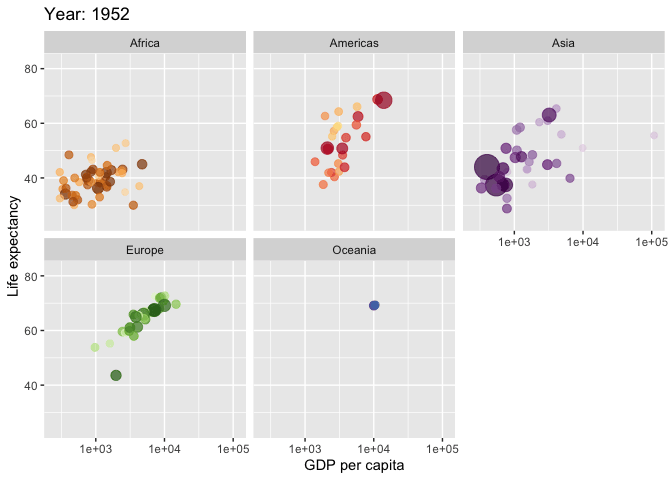 Year: 1952
Africa
Americas
Asia
80
60
40
1e+03 1e+04 1e+05
Europe
Oceania
80
60
40
1e+03 1e+04 1e+05
1e+03 1e+04 1e+05
Life expectancy
GDP per capita